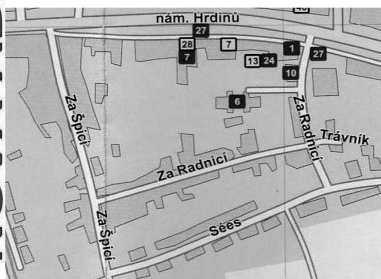 nám. Hrdinů
27
28
7
7
1
27
13
24
10
6
Za Špicí
Za Radnicí
Trávník
Za Radnicí
Za Špicí
Sées